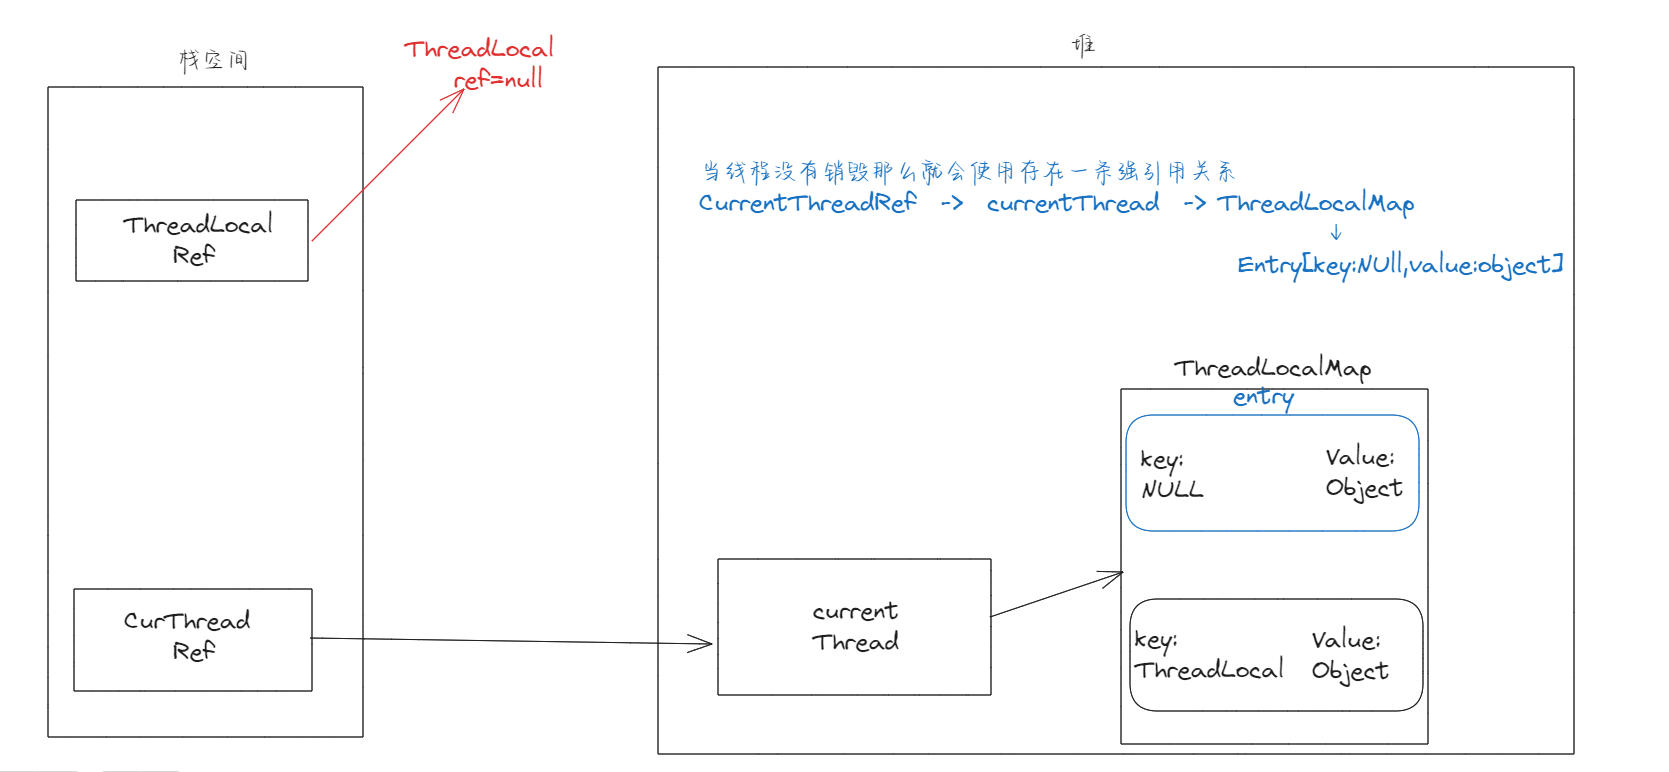 栈空间
ThreadLocal
ref=null
堆
ThreadLocal
Ref
当线程没有销毁那么就会使用存在一条强引用关系
CurrentThreadRef -> currentThread -> ThreadLocalMap
↓
Entry[key:NUll,value:object]
ThreadLocalMap
entry
key: Value:
NULL Object
current
Thread
CurThread
Ref
key: Value:
ThreadLocal Object